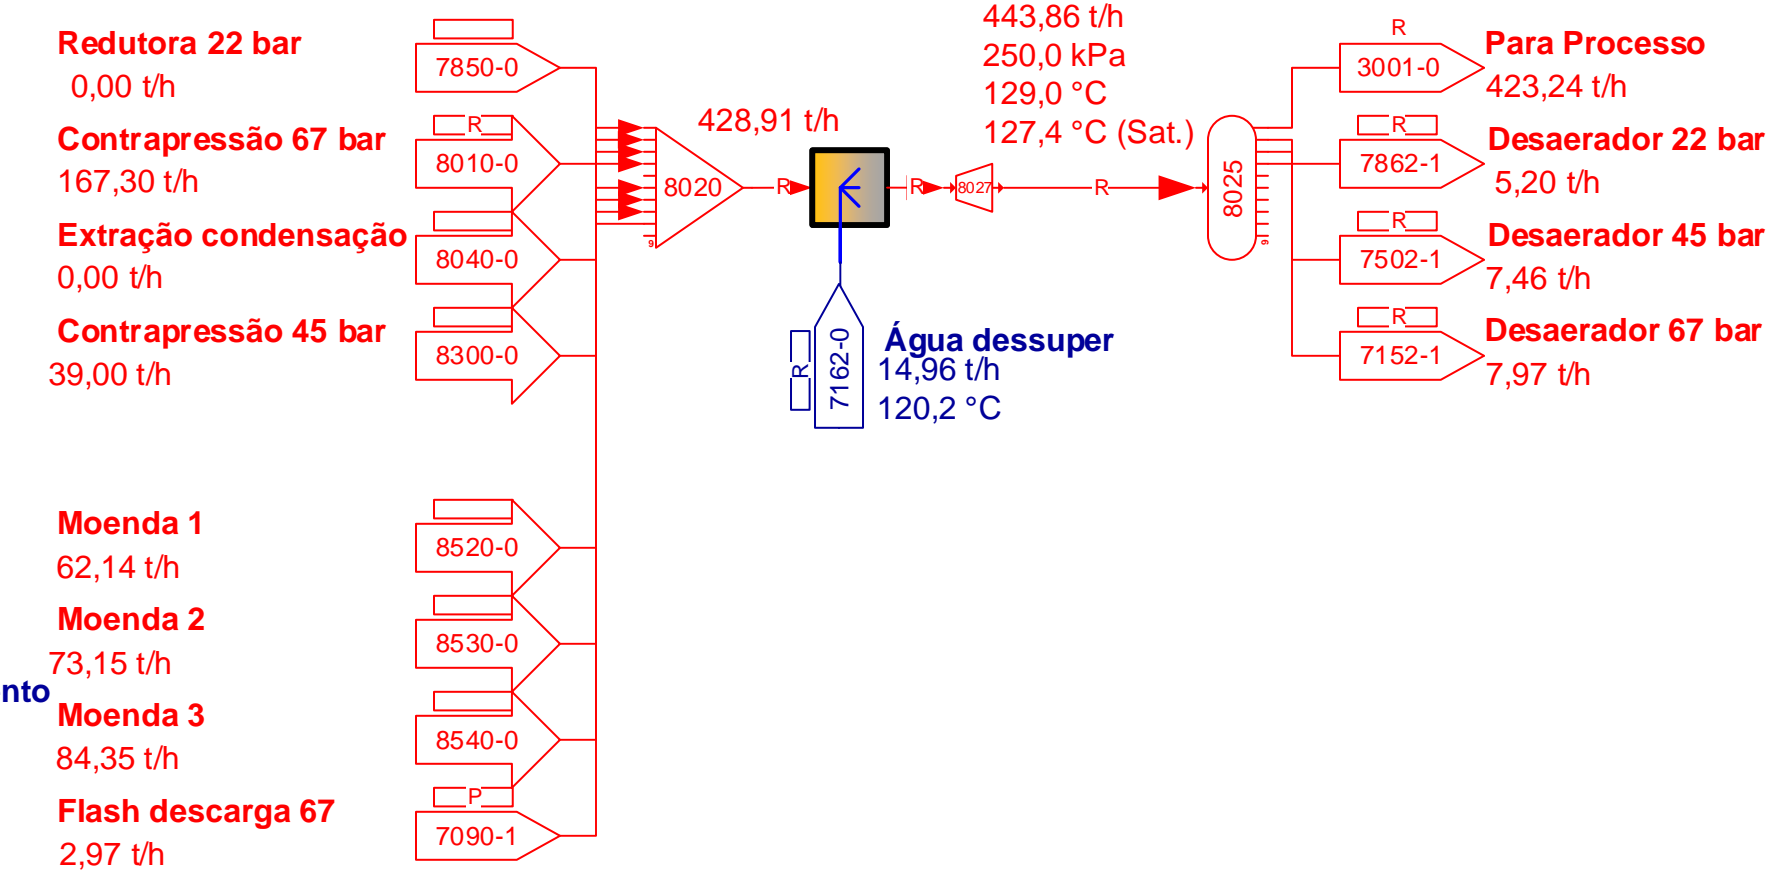 Redutora 22 bar
0,00 t/h
7850-0
Contrapressão 67 bar
167,30 t/h
R
8010-0
Extração condensação
0,00 t/h
8040-0
Contrapressão 45 bar
39,00 t/h
8300-0
Moenda 1
62,14 t/h
8520-0
Moenda 2
73,15 t/h
8530-0
nto
Moenda 3
84,35 t/h
8540-0
Flash descarga 67
2,97 t/h
P
7090-1
8020
9
428,91 t/h
R
R
8027
R
7162-0
R
Água dessuper
14,96 t/h
120,2 °C
443,86 t/h
250,0 kPa
129,0 °C
127,4 °C (Sat.)
8025
9
R
3001-0
Para Processo
423,24 t/h
R
7862-1
Desaerador 22 bar
5,20 t/h
R
7502-1
Desaerador 45 bar
7,46 t/h
R
7152-1
Desaerador 67 bar
7,97 t/h